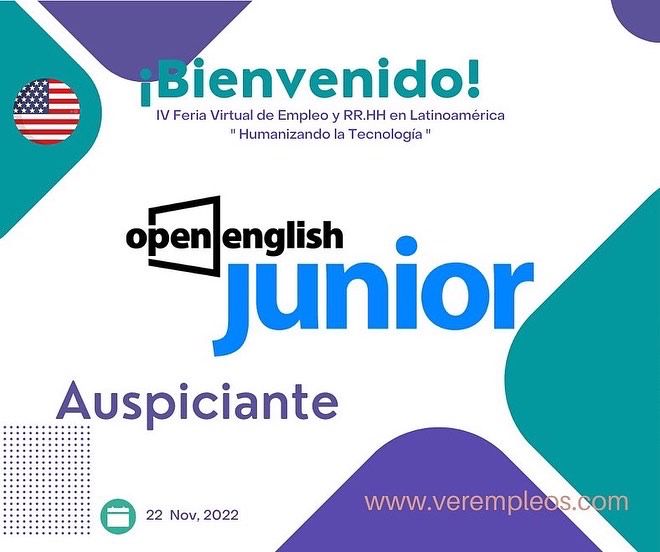 ¡Bienvenido!
IV Feria Virtual de Empleo y RR.HH en Latinoamérica
" Humanizando la Tecnología "
open english
junior
Auspiciante
22 Nov, 2022
www.verempleos.com